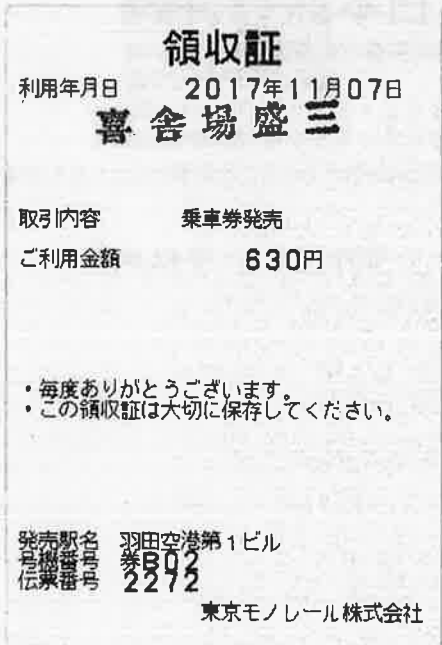 領収証
利用年月日 2017年11月07日
喜舎場盛三
取引内容 乗車券発売
ご利用金額 630円
・毎度ありがとうございます。
・この領収証は大切に保存してください。
発売駅名 羽田空港第1ビル
号機番号 券B02
伝票番号 2272
東京モノレール株式会社